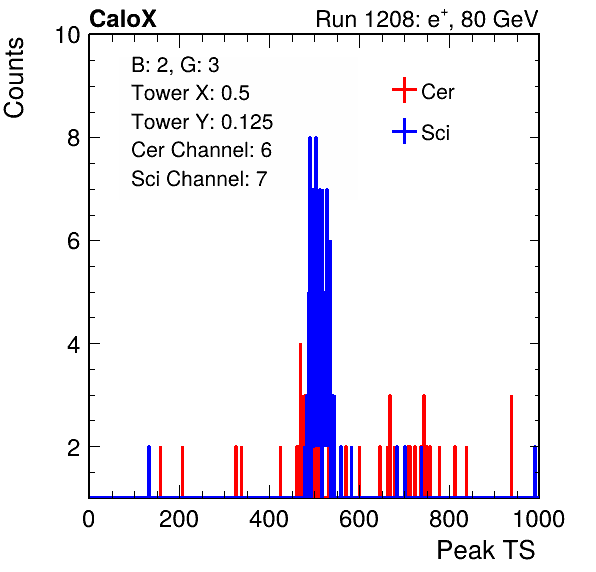 CaloX Run 1208: e⁺, 80 GeV
Counts
10
8
6
4
2
B: 2, G: 3
Tower X: 0.5
Tower Y: 0.125
Cer Channel: 6
Sci Channel: 7
Cer
Sci
0 200 400 600 800 1000
Peak TS